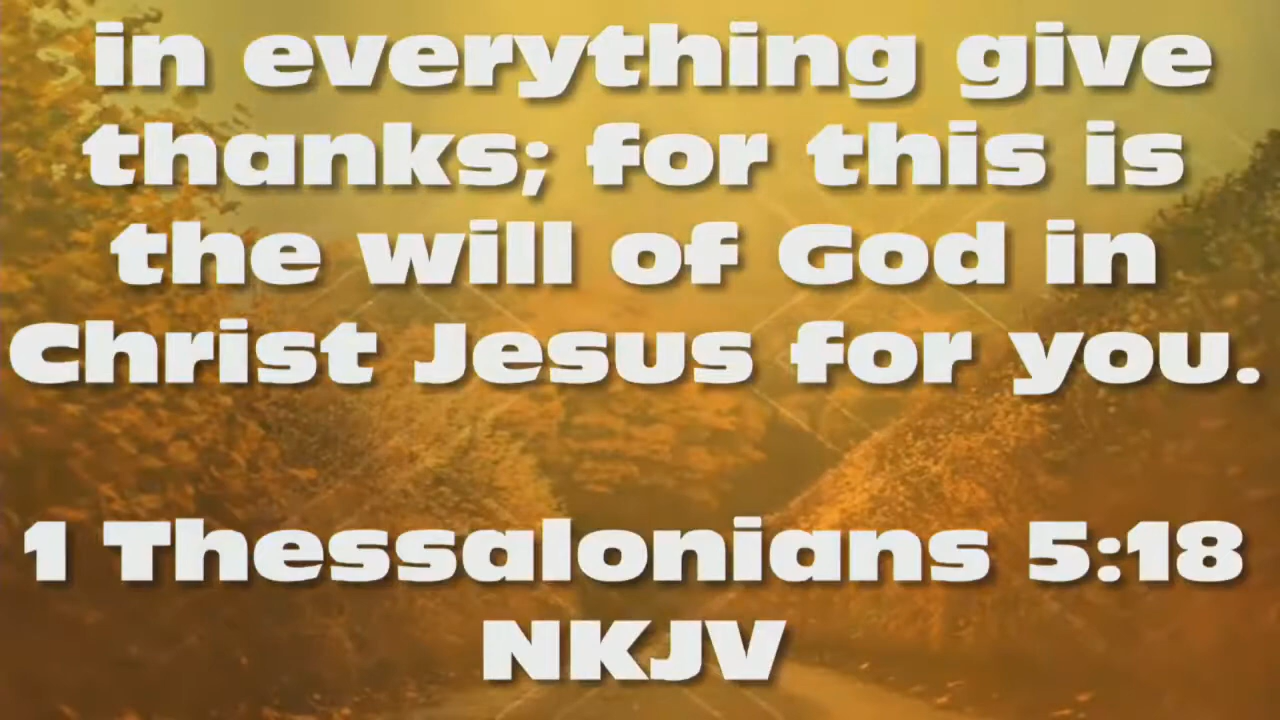 in everything give
thanks; for this is
the will of God in
Christ Jesus for you.
1 Thessalonians 5:18
NKJV